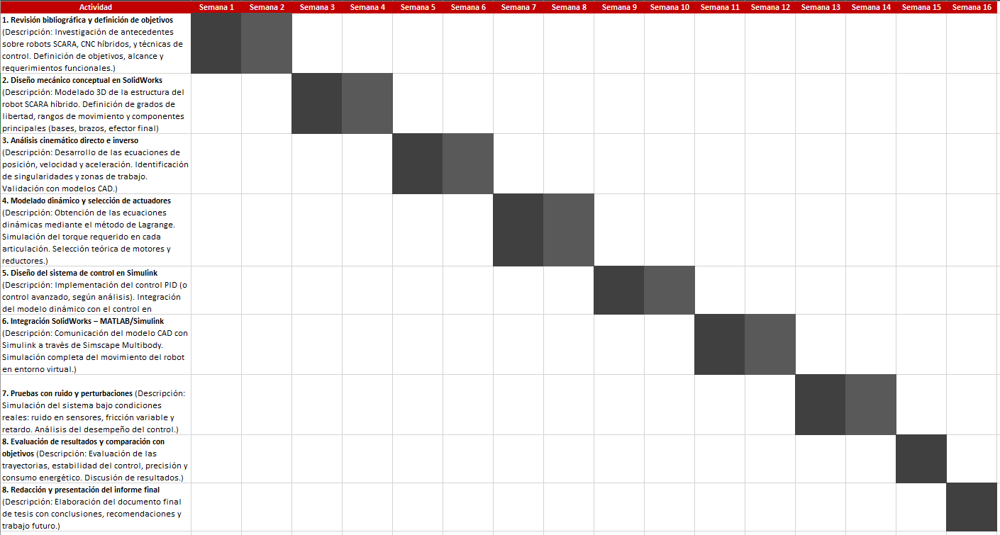 Actividad Semana 1 Semana 2 Semana 3 Semana 4 Semana 5 Semana 6 Semana 7 Semana 8 Semana 9 Semana 10 Semana 11 Semana 12 Semana 13 Semana 14 Semana 15 Semana 16
1. Revisión bibliográfica y definición de objetivos
(Descripción: Investigación de antecedentes
sobre robots SCARA, CNC híbridos, y técnicas de
control. Definición de objetivos, alcance y
requerimientos funcionales.)
2. Diseño mecánico conceptual en SolidWorks
(Descripción: Modelado 3D de la estructura del
robot SCARA híbrido. Definición de grados de
libertad, rangos de movimiento y componentes
principales (bases, brazos, efector final)
3. Análisis cinemático directo e inverso
(Descripción: Desarrollo de las ecuaciones de
posición, velocidad y aceleración. Identificación
de singularidades y zonas de trabajo.
Validación con modelos CAD.)
4. Modelado dinámico y selección de actuadores
(Descripción: Obtención de las ecuaciones
dinámicas mediante el método de Lagrange.
Simulación del torque requerido en cada
articulación. Selección teórica de motores y
reductores.)
5. Diseño del sistema de control en Simulink
(Descripción: Implementación del control PID (o
control avanzado, según análisis). Integración
del modelo dinámico con el control en
6. Integración SolidWorks – MATLAB/Simulink
(Descripción: Comunicación del modelo CAD con
Simulink a través de Simscape Multibody.
Simulación completa del movimiento del robot
en entorno virtual.)
7. Pruebas con ruido y perturbaciones (Descripción:
Simulación del sistema bajo condiciones
reales: ruido en sensores, fricción variable y
retardo. Análisis del desempeño del control.)
8. Evaluación de resultados y comparación con
objetivos (Descripción: Evaluación de las
trayectorias, estabilidad del control, precisión y
consumo energético. Discusión de resultados.)
8. Redacción y presentación del informe final
(Descripción: Elaboración del documento final
de tesis con conclusiones, recomendaciones y
trabajo futuro.)